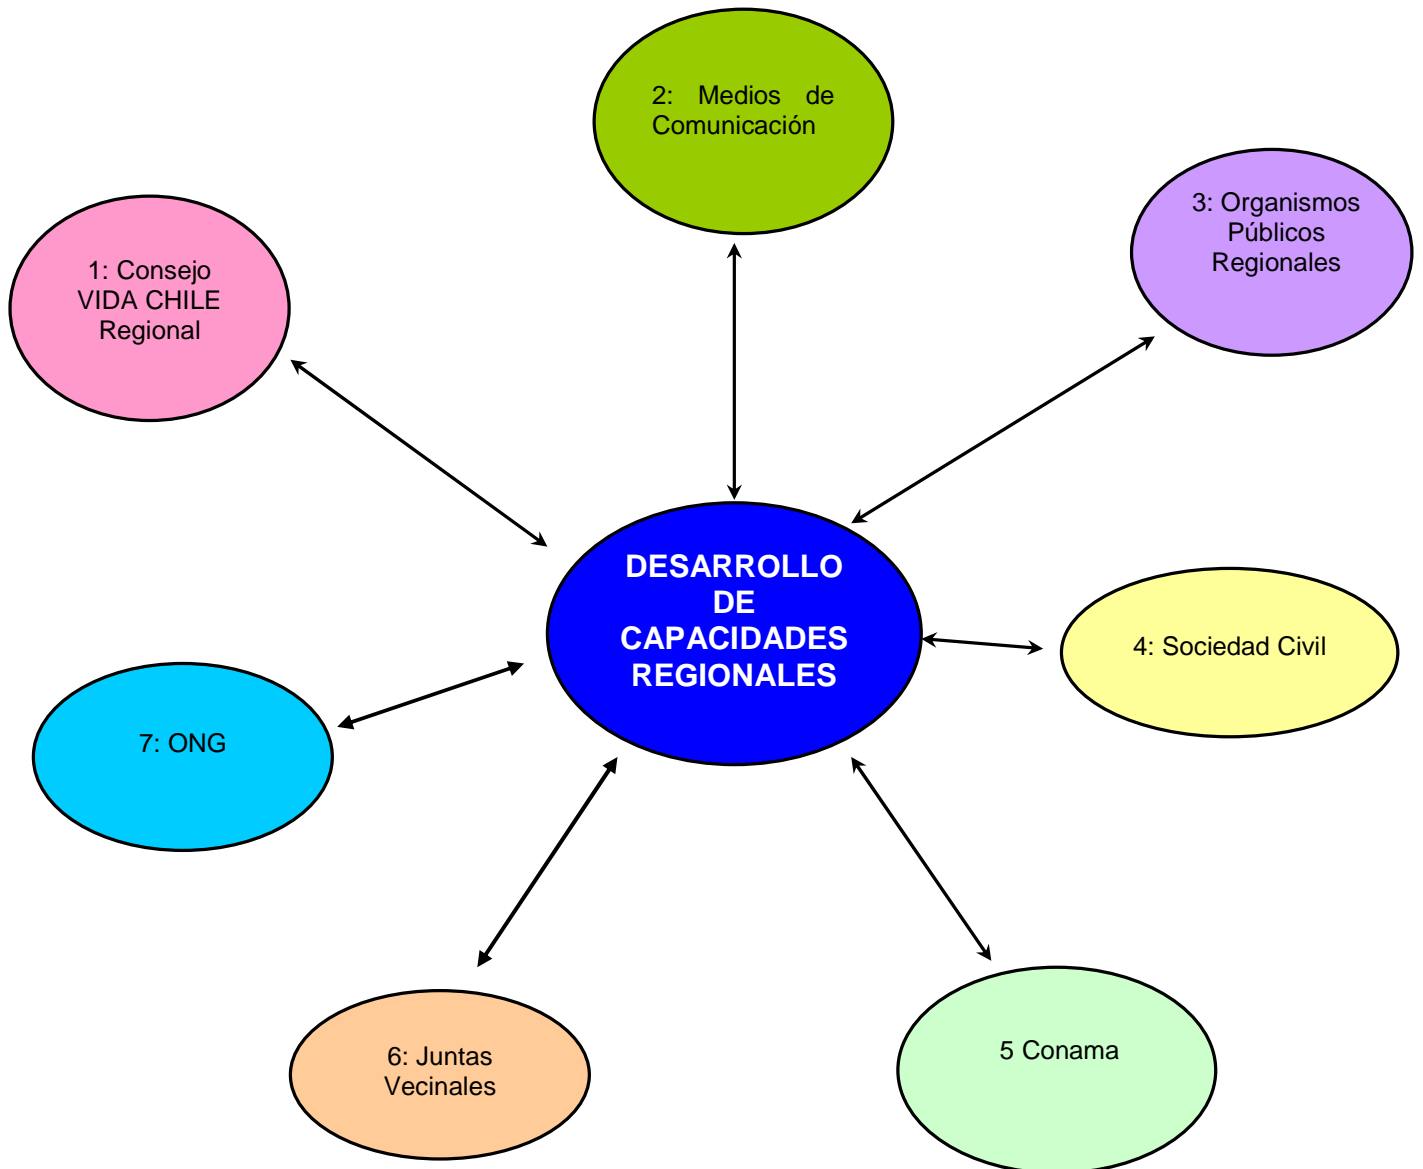 2: Medios de
Comunicación
3: Organismos
Públicos
Regionales
1: Consejo
VIDA CHILE
Regional
DESARROLLO
DE
CAPACIDADES
REGIONALES
4: Sociedad Civil
7: ONG
6: Juntas
Vecinales
5 Conama